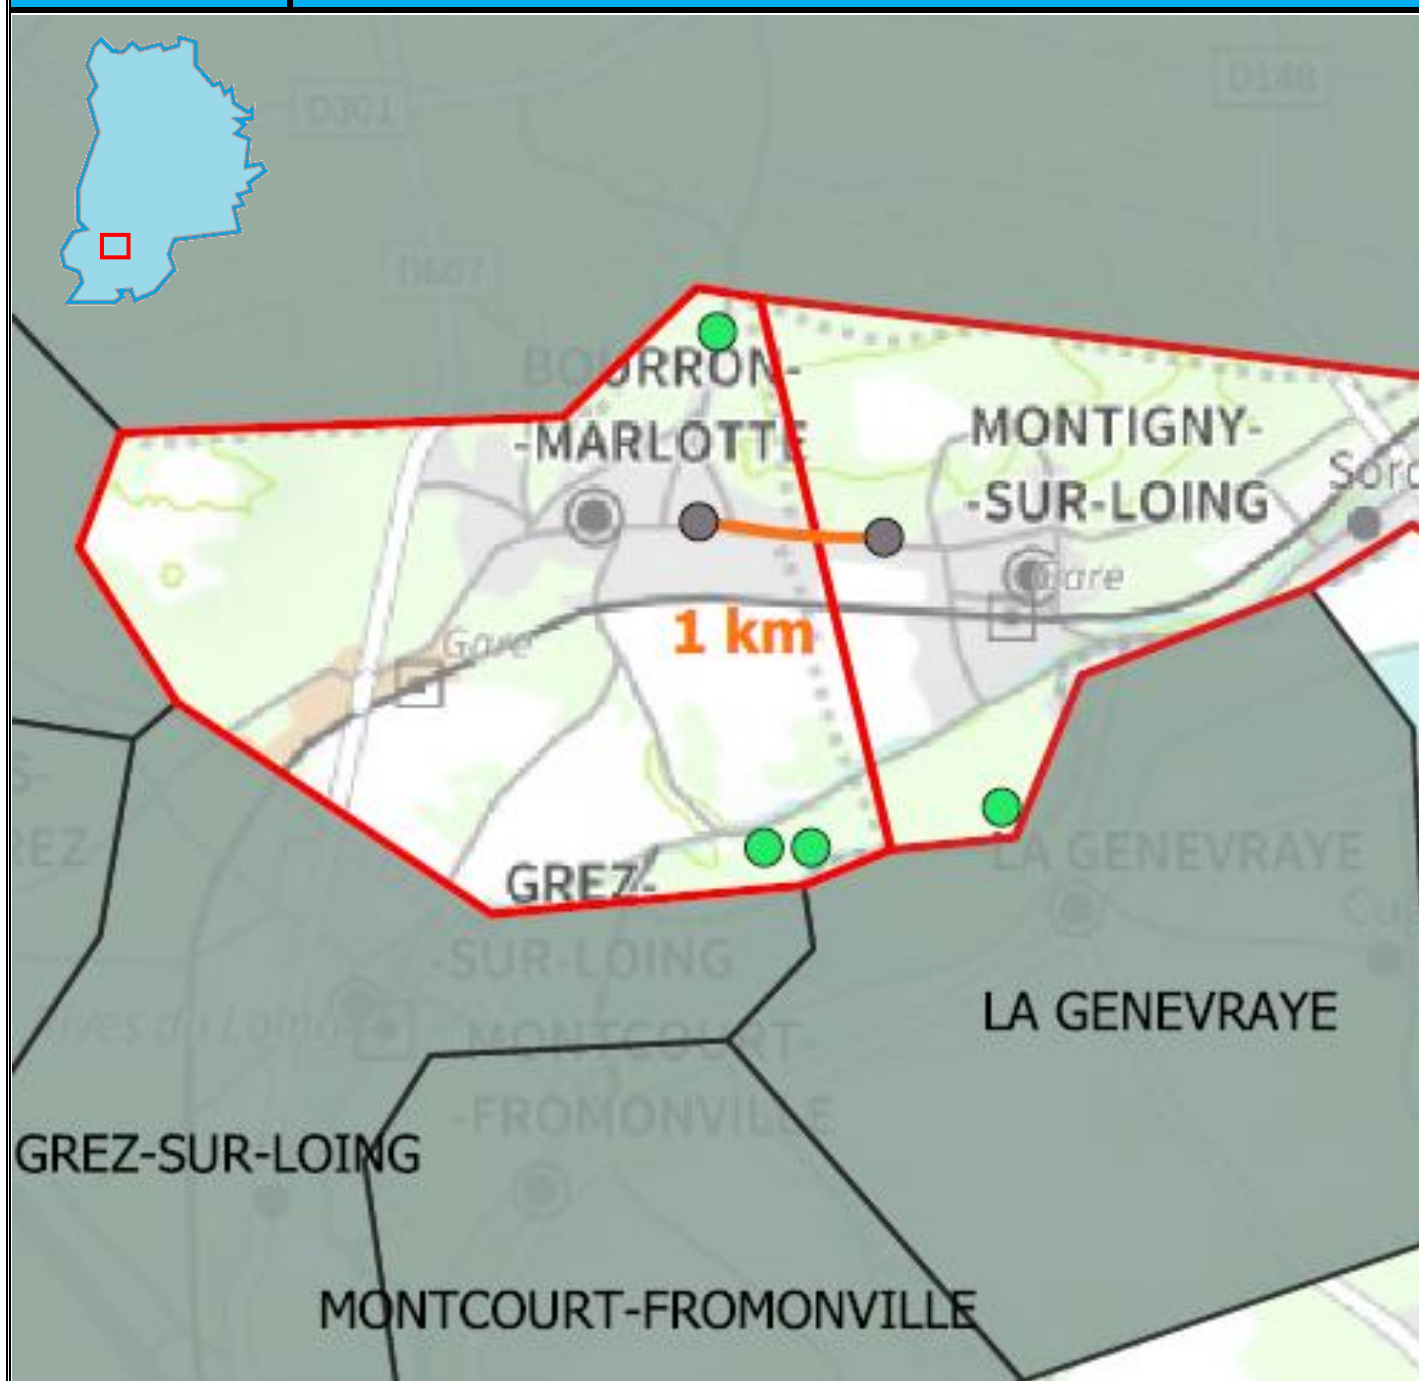 D301
D148
D607
BOURRON-
-MARLOTTE
MONTIGNY-
-SUR-LOING
Gare
1 km
Gare
GREZ-
-SUR-LOING
LA GENEVRAYE
MONTCOURT-
-FROMONVILLE
LA GENEVRAYE
GREZ-SUR-LOING
MONTCOURT-FROMONVILLE